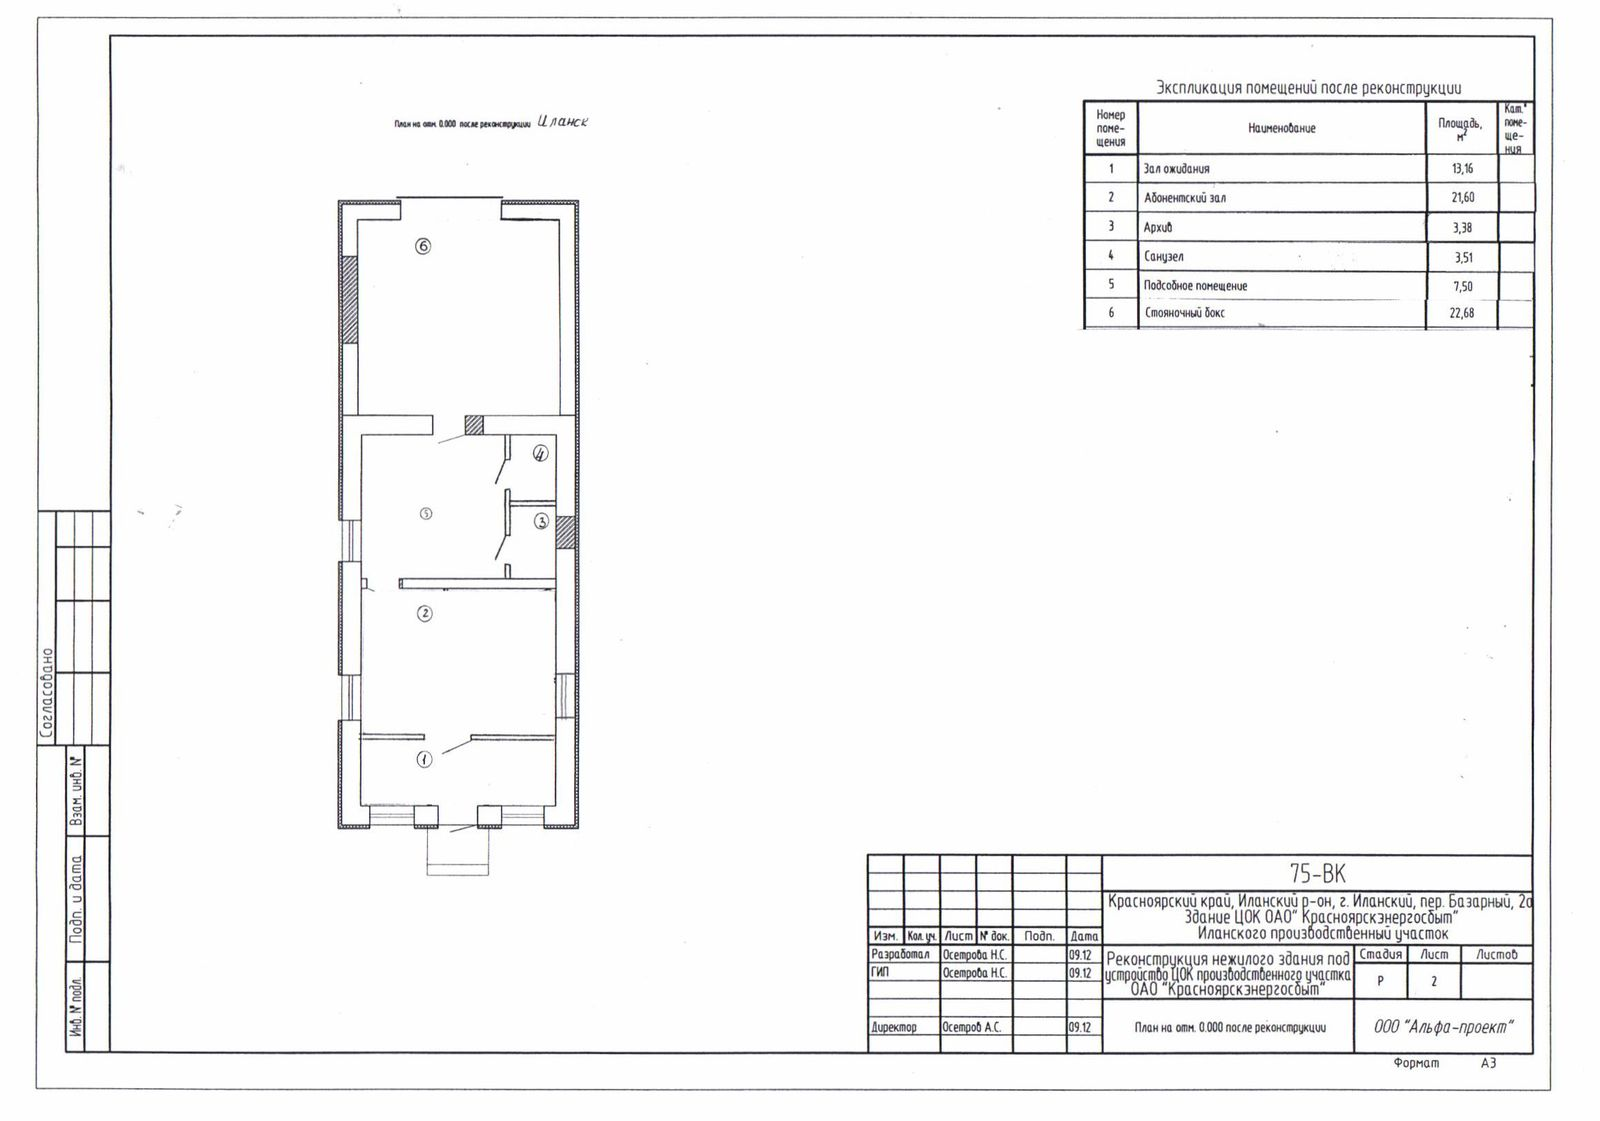 Экспликация помещений после реконструкции
План на отм. 0.000 после реконструкции Иланск
Номер поме-щения Наименование Площадь, м² Кат.* поме-ще-ния
1 Зал ожидания 13,16
2 Абонентский зал 21,60
3 Архив 3,38
4 Санузел 3,51
5 Подсобное помещение 7,50
6 Стояночный бокс 22,68
6
4
5
3
2
1
Согласовано
Взам. инв. №
Подп. и дата
Инв. № подл.
75-ВК
Красноярский край, Иланский р-он, г. Иланский, пер. Базарный, 2а
Здание ЦОК ОАО" Красноярскэнергосбыт"
Иланского производственный участок
Изм. Кол. уч. Лист № док. Подп. Дата
Разработал Осетрова Н.С. 09.12
ГИП Осетрова Н.С. 09.12
Директор Осетров А.С. 09.12
Реконструкция нежилого здания под
устройство ЦОК производственного участка
ОАО "Красноярскэнергосбыт"
Стадия Лист Листов
Р 2
План на отм. 0.000 после реконструкции
ООО "Альфа-проект"
Формат А3